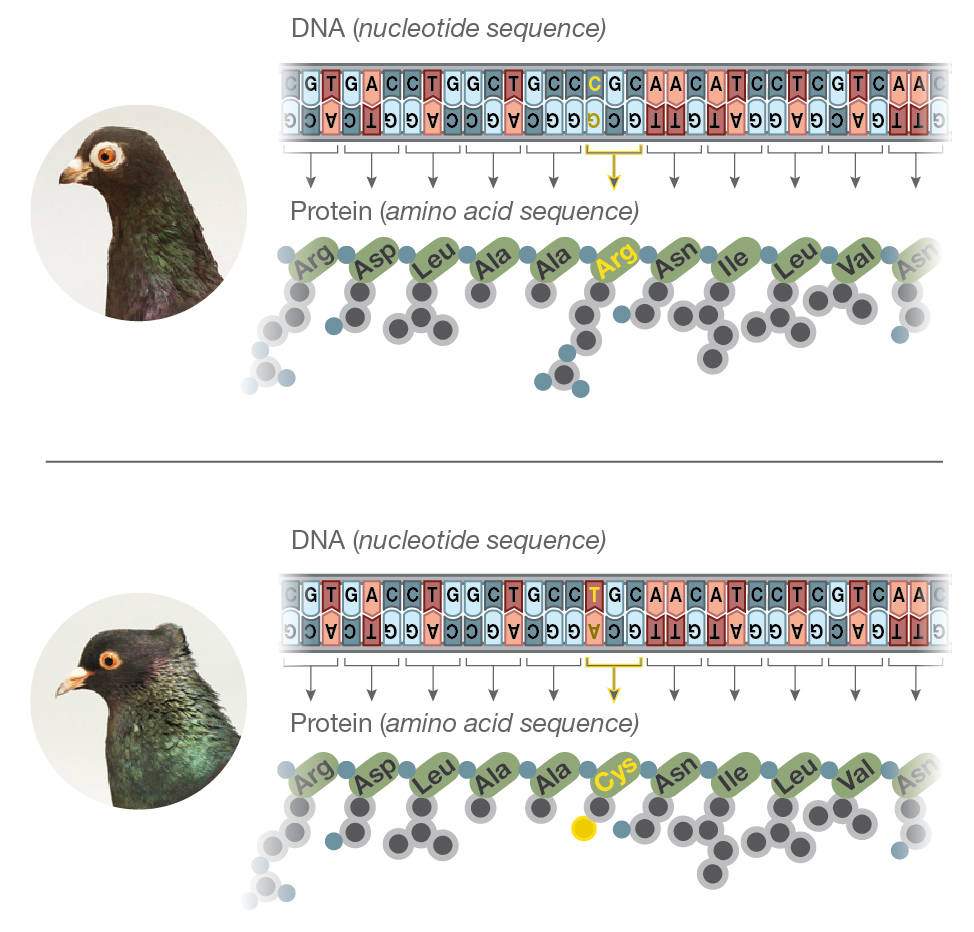 DNA (nucleotide sequence)
C G T G A C C T G G C T G C C C G C A A C A T C C T C G T C A A C
G C A C T G G A C C G A C G G G C G T T G T A G G A G C A G T T G
Protein (amino acid sequence)
Arg Asp Leu Ala Ala Arg Asn Ile Leu Val Asn
DNA (nucleotide sequence)
C G T G A C C T G G C T G C C T G C A A C A T C C T C G T C A A C
G C A C T G G A C C G A C G G A C G T T G T A G G A G C A G T T G
Protein (amino acid sequence)
Arg Asp Leu Ala Ala Cys Asn Ile Leu Val Asn